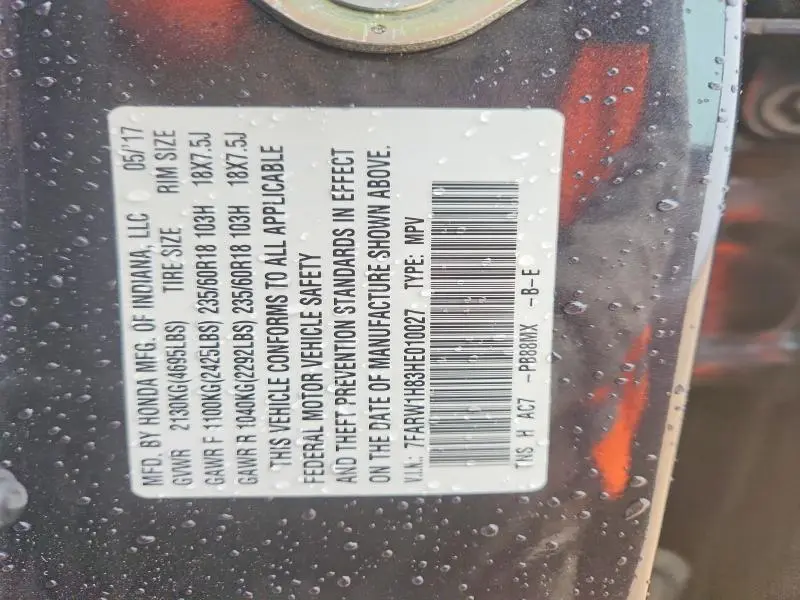 MFD. BY HONDA MFG. OF INDIANA, LLC 05/'17
GVWR 2130KG(4695LBS) TIRE SIZE RIM SIZE
GAWR F 1100KG(2425LBS) 235/60R18 103H 18X7.5J
GAWR R 1040KG(2292LBS) 235/60R18 103H 18X7.5J
THIS VEHICLE CONFORMS TO ALL APPLICABLE
FEDERAL MOTOR VEHICLE SAFETY
AND THEFT PREVENTION STANDARDS IN EFFECT
ON THE DATE OF MANUFACTURE SHOWN ABOVE.
V.I.N.: 7FARW1H83HE010027 TYPE: MPV
TNS H AC7 -PB88MX -B-E